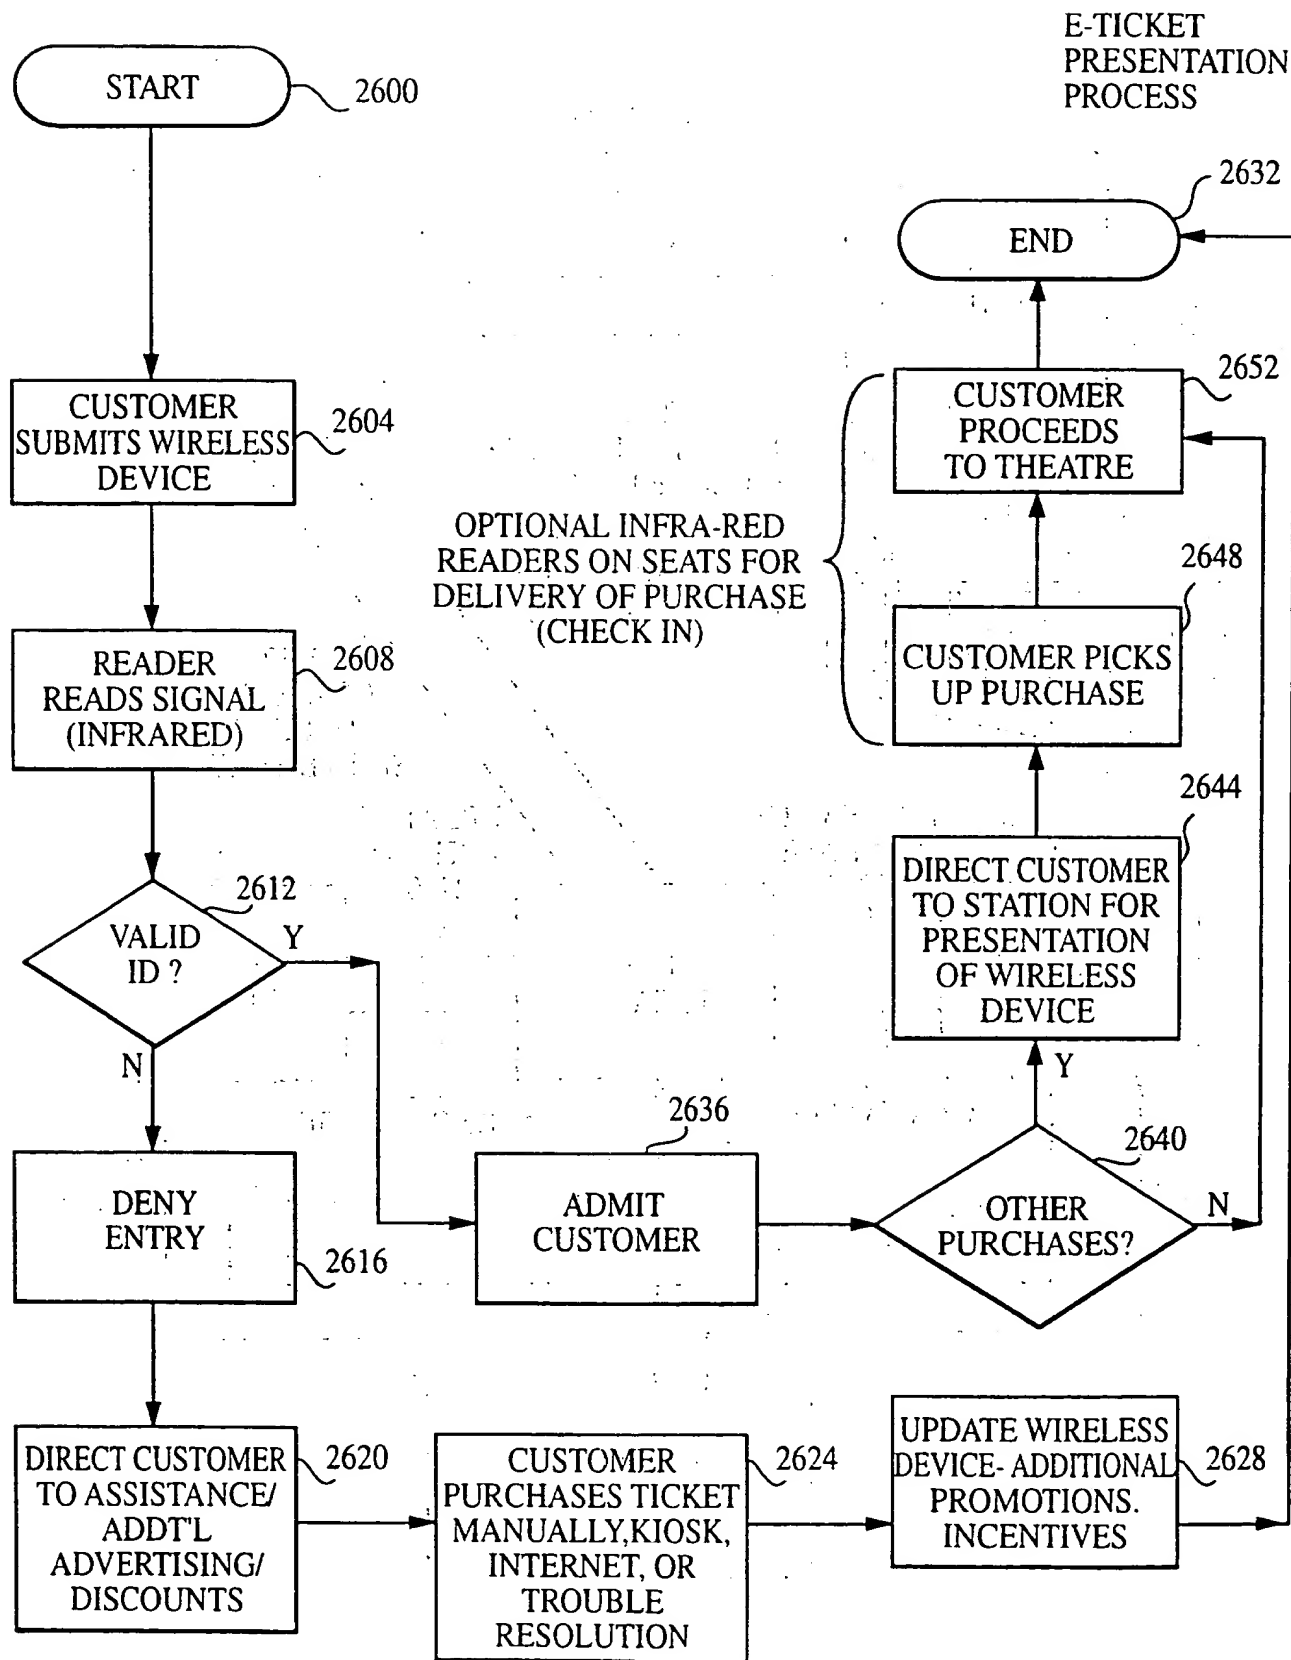 E-TICKET
PRESENTATION
PROCESS
START
2600
2632
END
CUSTOMER
SUBMITS WIRELESS
DEVICE
2604
2652
CUSTOMER
PROCEEDS
TO THEATRE
OPTIONAL INFRA-RED
READERS ON SEATS FOR
DELIVERY OF PURCHASE
(CHECK IN)
READER
READS SIGNAL
(INFRARED)
2608
2648
CUSTOMER PICKS
UP PURCHASE
2644
DIRECT CUSTOMER
TO STATION FOR
PRESENTATION
OF WIRELESS
DEVICE
2612
VALID
ID ?
Y
N
Y
DENY
ENTRY
2616
2636
ADMIT
CUSTOMER
2640
OTHER
PURCHASES?
N
DIRECT CUSTOMER
TO ASSISTANCE/
ADDT'L
ADVERTISING/
DISCOUNTS
2620
CUSTOMER
PURCHASES TICKET
MANUALLY,KIOSK,
INTERNET, OR
TROUBLE
RESOLUTION
2624
UPDATE WIRELESS
DEVICE- ADDITIONAL
PROMOTIONS.
INCENTIVES
2628